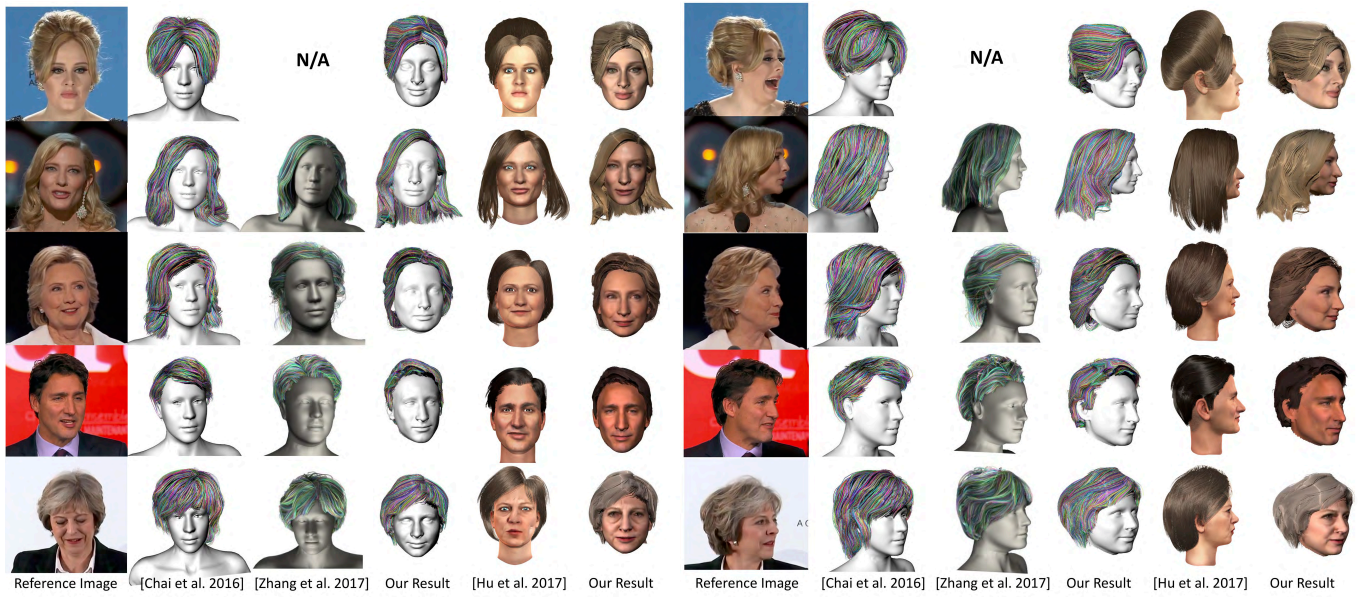 N/A
N/A
Reference Image [Chai et al. 2016] [Zhang et al. 2017] Our Result [Hu et al. 2017] Our Result Reference Image [Chai et al. 2016] [Zhang et al. 2017] Our Result [Hu et al. 2017] Our Result